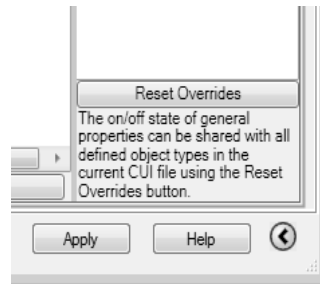 Reset Overrides
The on/off state of general
properties can be shared with all
defined object types in the
current CUI file using the Reset
Overrides button.
Apply Help